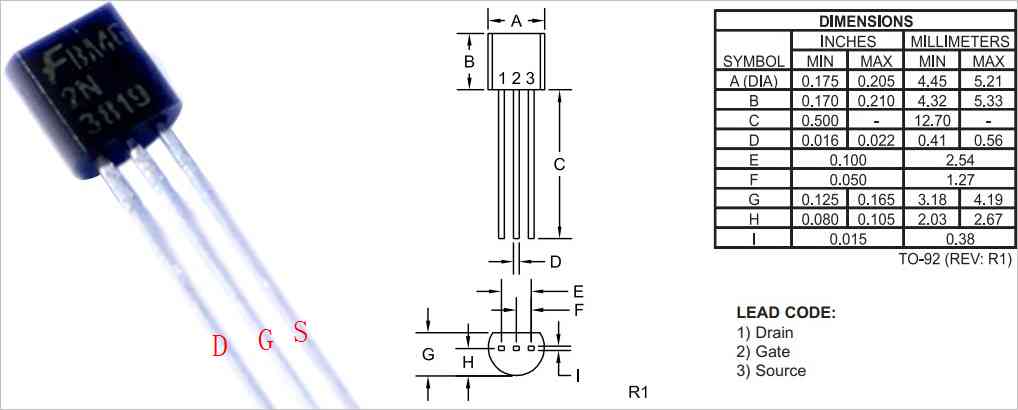 FBMG
2N
3819
D G S
A
B
1 2 3
C
D
E
F
G
H
I
R1
DIMENSIONS
INCHES MILLIMETERS
SYMBOL MIN MAX MIN MAX
A (DIA) 0.175 0.205 4.45 5.21
B 0.170 0.210 4.32 5.33
C 0.500 - 12.70 -
D 0.016 0.022 0.41 0.56
E 0.100 2.54
F 0.050 1.27
G 0.125 0.165 3.18 4.19
H 0.080 0.105 2.03 2.67
I 0.015 0.38
TO-92 (REV: R1)
LEAD CODE:
1) Drain
2) Gate
3) Source